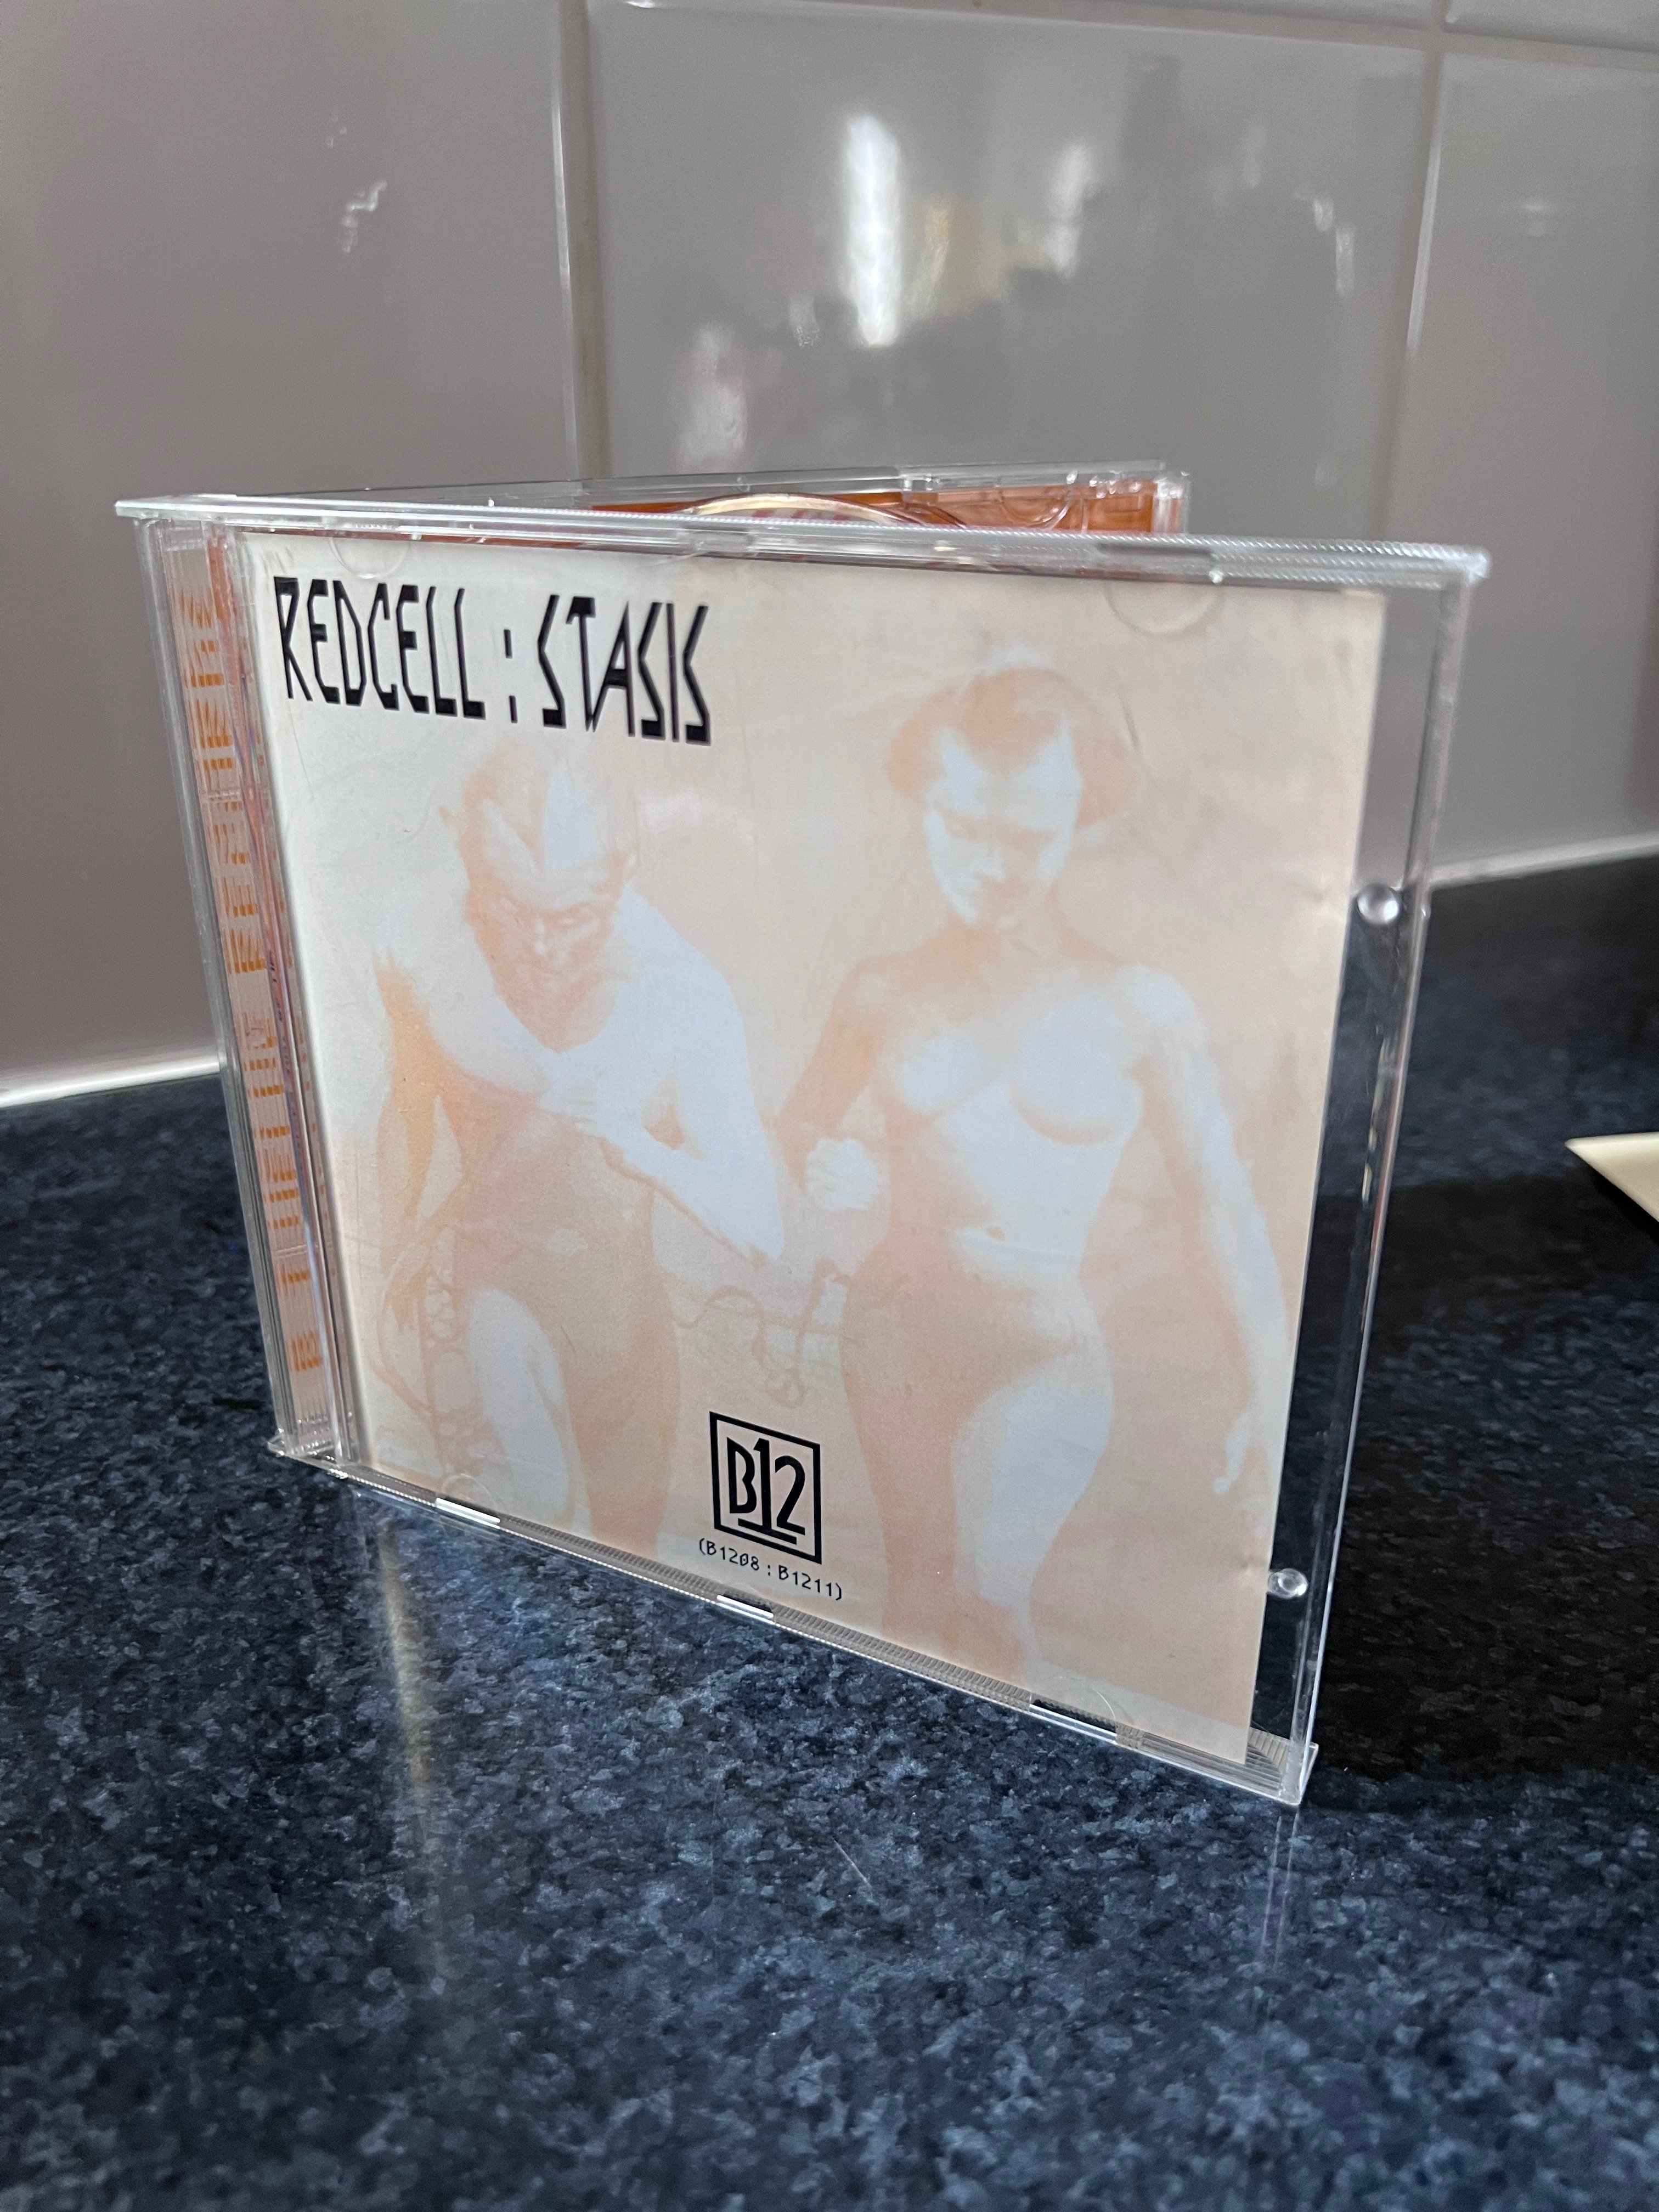 REDCELL : STASIS
B12
(B1208 : B1211)